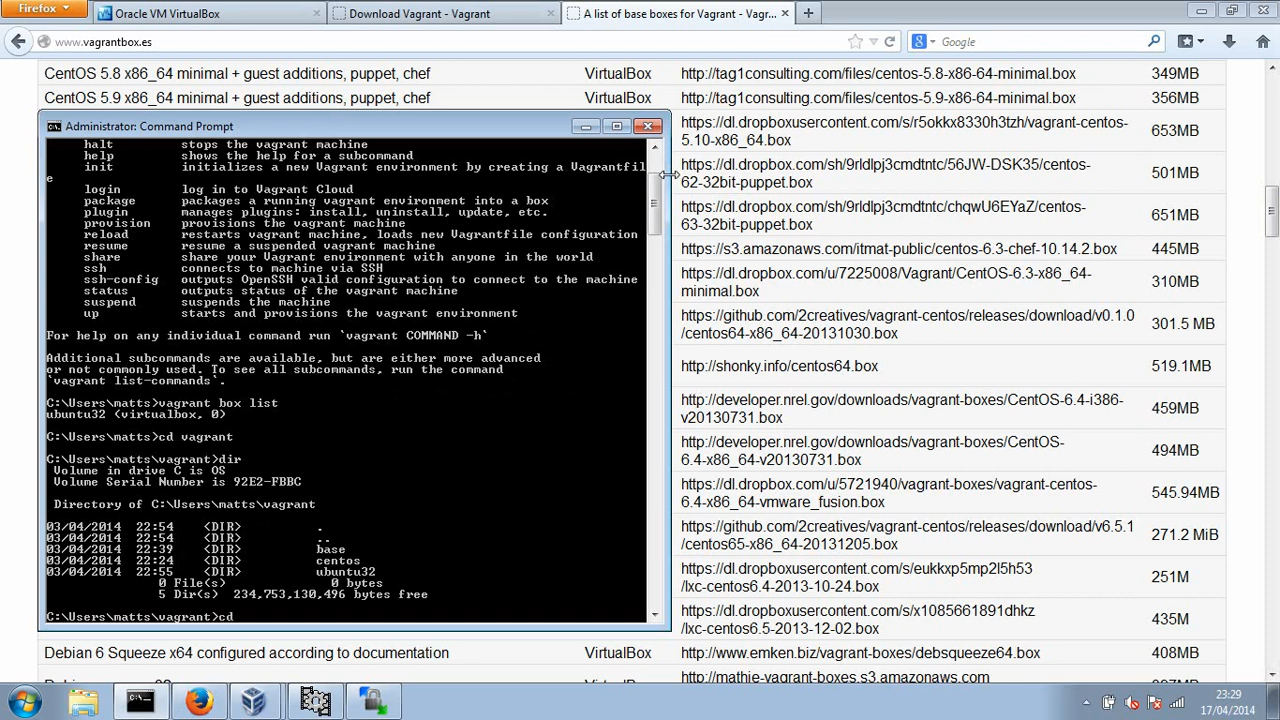 Firefox
Oracle VM VirtualBox
Download Vagrant - Vagrant
A list of base boxes for Vagrant - Vagr...
www.vagrantbox.es
Google
CentOS 5.8 x86_64 minimal + guest additions, puppet, chef VirtualBox http://tag1consulting.com/files/centos-5.8-x86-64-minimal.box 349MB
CentOS 5.9 x86_64 minimal + guest additions, puppet, chef VirtualBox http://tag1consulting.com/files/centos-5.9-x86-64-minimal.box 356MB
https://dl.dropboxusercontent.com/s/r5okkx8330h3tzh/vagrant-centos-
5.10-x86_64.box 653MB
https://dl.dropbox.com/sh/9rldlpj3cmdtntc/56JW-DSK35/centos-
62-32bit-puppet.box 501MB
https://dl.dropbox.com/sh/9rldlpj3cmdtntc/chqwU6EYaZ/centos-
63-32bit-puppet.box 651MB
https://s3.amazonaws.com/itmat-public/centos-6.3-chef-10.14.2.box 445MB
https://dl.dropbox.com/u/7225008/Vagrant/CentOS-6.3-x86_64-
minimal.box 310MB
https://github.com/2creatives/vagrant-centos/releases/download/v0.1.0
/centos64-x86_64-20131030.box 301.5 MB
http://shonky.info/centos64.box 519.1MB
http://developer.nrel.gov/downloads/vagrant-boxes/CentOS-6.4-i386-
v20130731.box 459MB
http://developer.nrel.gov/downloads/vagrant-boxes/CentOS-
6.4-x86_64-v20130731.box 494MB
https://dl.dropbox.com/u/5721940/vagrant-boxes/vagrant-centos-
6.4-x86_64-vmware_fusion.box 545.94MB
https://github.com/2creatives/vagrant-centos/releases/download/v6.5.1
/centos65-x86_64-20131205.box 271.2 MiB
https://dl.dropboxusercontent.com/s/eukkxp5mp2l5h53
/lxc-centos6.4-2013-10-24.box 251M
https://dl.dropboxusercontent.com/s/x1085661891dhkz
/lxc-centos6.5-2013-12-02.box 435M
Debian 6 Squeeze x64 configured according to documentation VirtualBox http://www.emken.biz/vagrant-boxes/debsqueeze64.box 408MB
http://mathie-vagrant-boxes.s3.amazonaws.com
Administrator: Command Prompt
halt stops the vagrant machine
help shows the help for a subcommand
init initializes a new Vagrant environment by creating a Vagrantfil
e
login log in to Vagrant Cloud
package packages a running vagrant environment into a box
plugin manages plugins: install, uninstall, update, etc.
provision provisions the vagrant machine
reload restarts vagrant machine, loads new Vagrantfile configuration
resume resume a suspended vagrant machine
share share your Vagrant environment with anyone in the world
ssh connects to machine via SSH
ssh-config outputs OpenSSH valid configuration to connect to the machine
status outputs status of the vagrant machine
suspend suspends the machine
up starts and provisions the vagrant environment
For help on any individual command run `vagrant COMMAND -h`
Additional subcommands are available, but are either more advanced
or not commonly used. To see all subcommands, run the command
`vagrant list-commands`.
C:\Users\matts>vagrant box list
ubuntu32 (virtualbox, 0)
C:\Users\matts>cd vagrant
C:\Users\matts\vagrant>dir
Volume in drive C is OS
Volume Serial Number is 92E2-FBBC
Directory of C:\Users\matts\vagrant
03/04/2014 22:54 <DIR> .
03/04/2014 22:54 <DIR> ..
03/04/2014 22:39 <DIR> base
03/04/2014 22:24 <DIR> centos
03/04/2014 22:55 <DIR> ubuntu32
0 File(s) 0 bytes
5 Dir(s) 234,753,130,496 bytes free
C:\Users\matts\vagrant>cd
23:29
17/04/2014